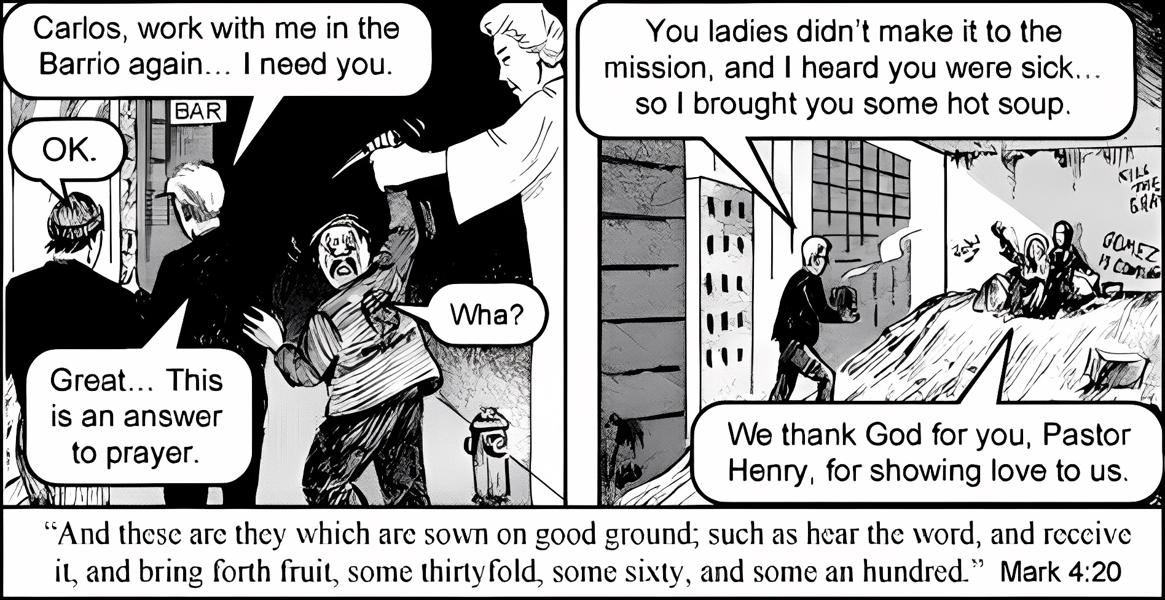 Carlos, work with me in the
Barrio again... I need you.
BAR
OK.
Wha?
Great... This
is an answer
to prayer.
You ladies didn't make it to the
mission, and I heard you were sick...
so I brought you some hot soup.
KILL
THE
GOMEZ
IS COMING
We thank God for you, Pastor
Henry, for showing love to us.
“And these are they which are sown on good ground; such as hear the word, and receive
it, and bring forth fruit, some thirtyfold, some sixty, and some an hundred.” Mark 4:20